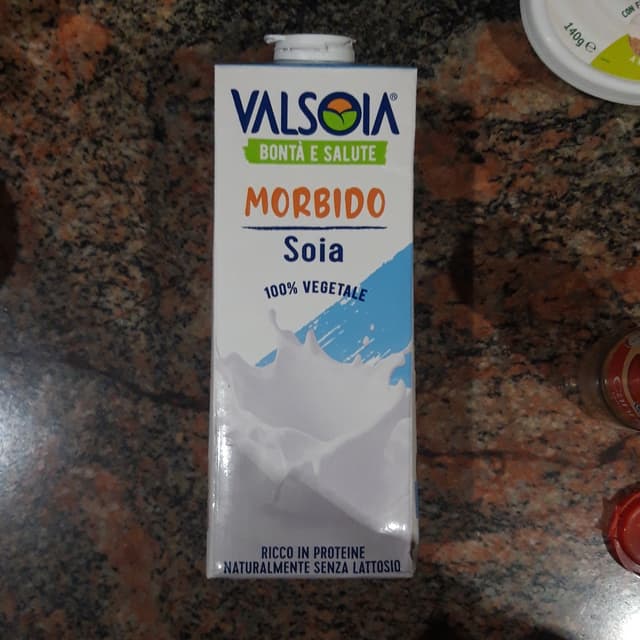 VALSOIA®
BONTÀ E SALUTE
MORBIDO
Soia
100% VEGETALE
RICCO IN PROTEINE
NATURALMENTE SENZA LATTOSIO
140g ℮